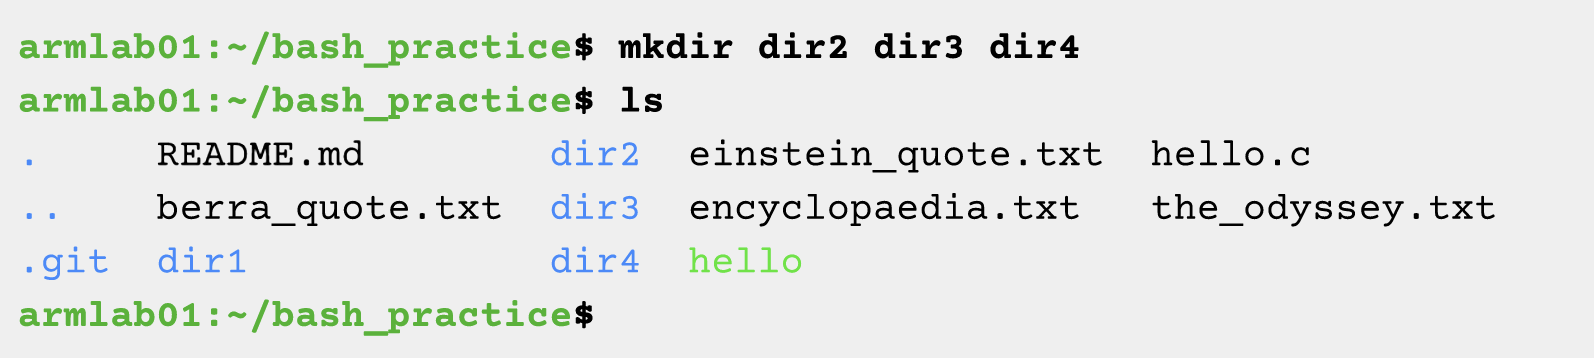 armlab01:~/bash_practice$ mkdir dir2 dir3 dir4
armlab01:~/bash_practice$ ls
.     README.md        dir2  einstein_quote.txt  hello.c
..    berra_quote.txt  dir3  encyclopaedia.txt   the_odyssey.txt
.git  dir1             dir4  hello
armlab01:~/bash_practice$